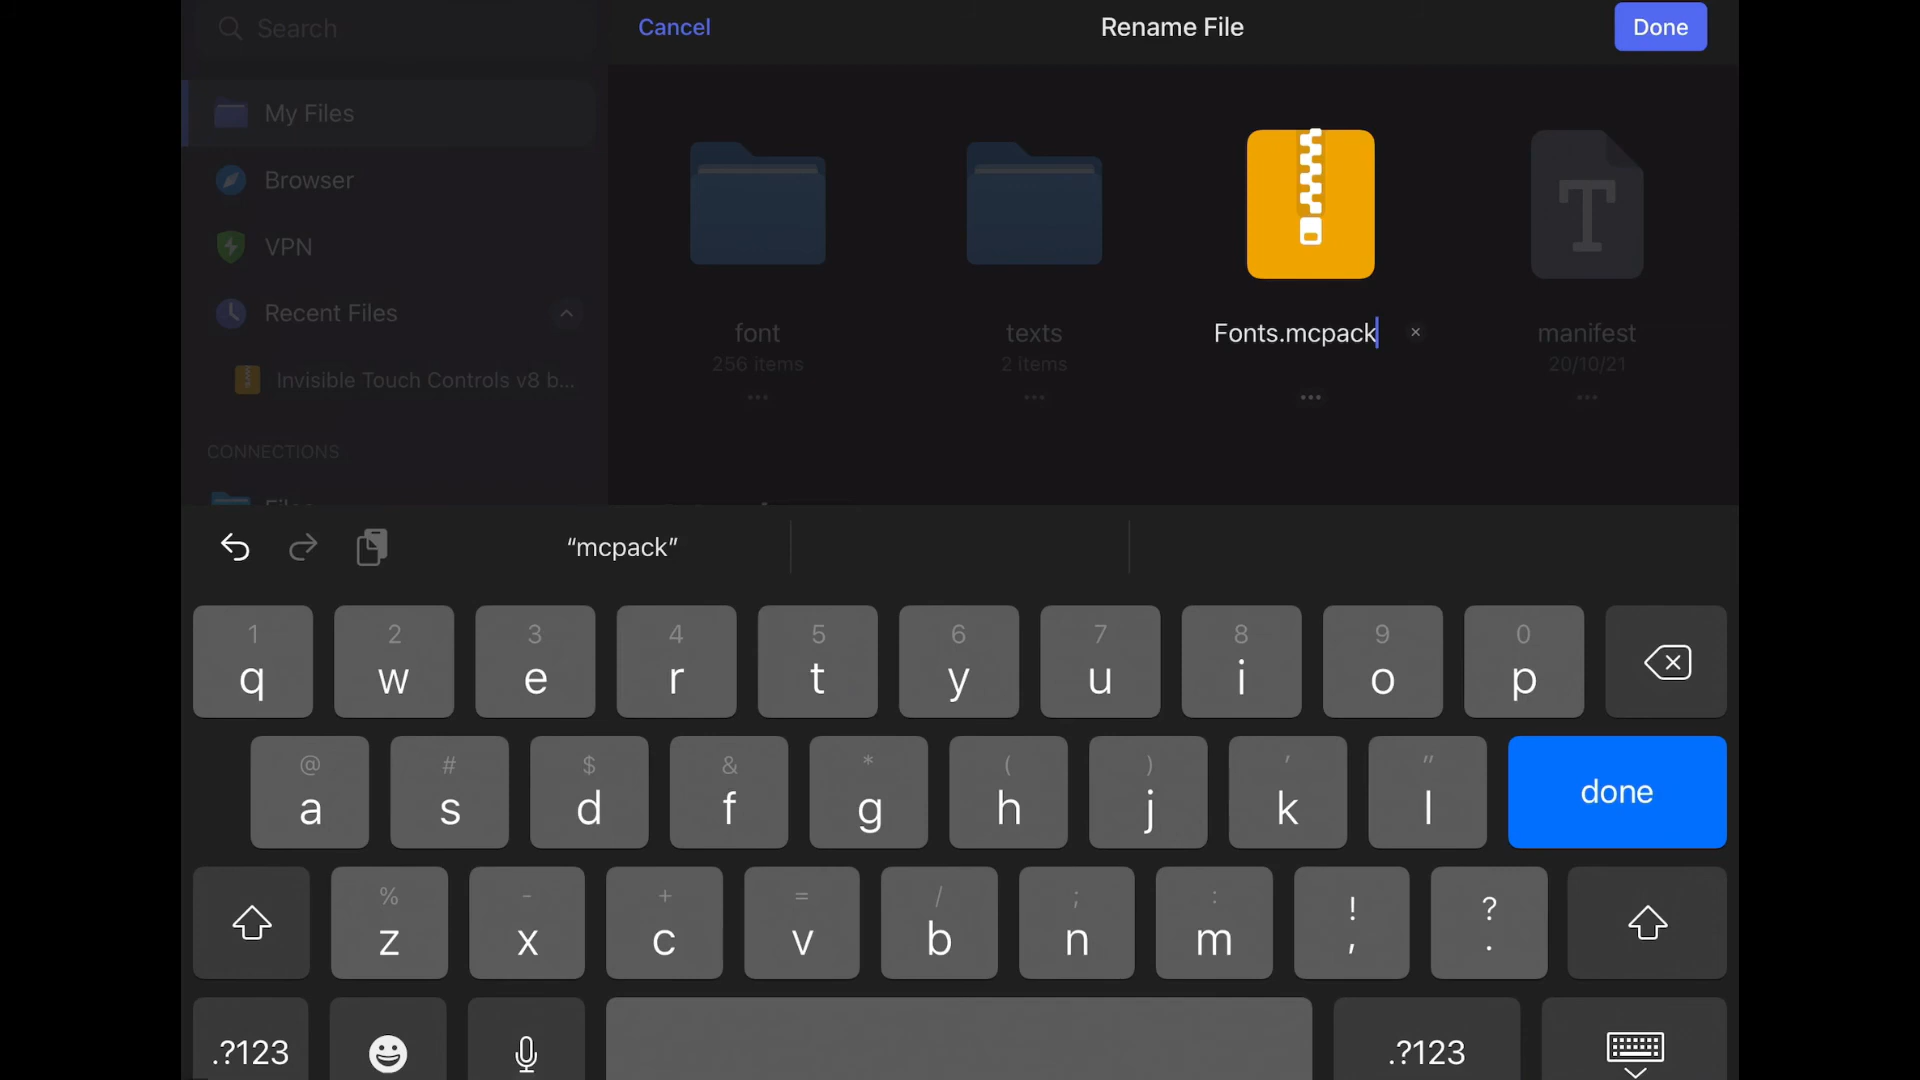 Search
Cancel
Rename File
Done
My Files
Browser
VPN
Recent Files
Invisible Touch Controls v8 b...
CONNECTIONS
Files
font
256 items
texts
2 items
Fonts.mcpack
manifest
20/10/21
“mcpack”
1 2 3 4 5 6 7 8 9 0
q w e r t y u i o p
@ # $ & * ( ) ' "
a s d f g h j k l done
% - + = / ; : ! ?
z x c v b n m , .
.?123 .?123